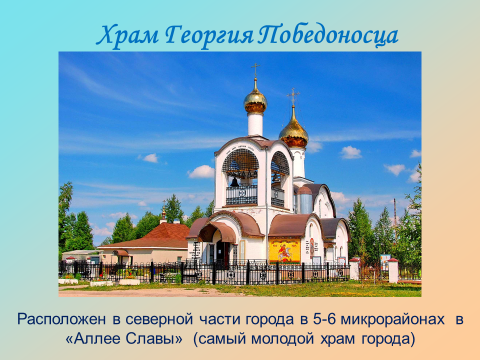 Храм Георгия Победоносца
Расположен в северной части города в 5-6 микрорайонах в
«Аллее Славы» (самый молодой храм города)